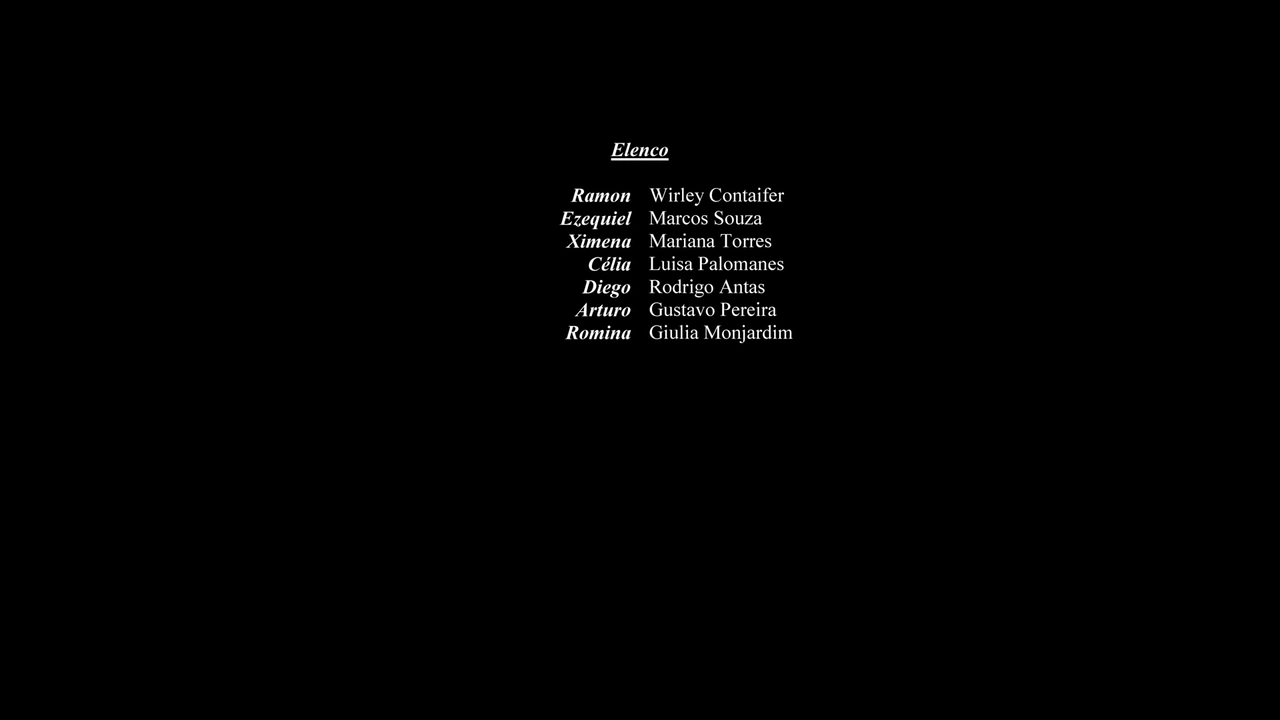 Elenco
Ramon Wirley Contaifer
Ezequiel Marcos Souza
Ximena Mariana Torres
Célia Luisa Palomanes
Diego Rodrigo Antas
Arturo Gustavo Pereira
Romina Giulia Monjardim